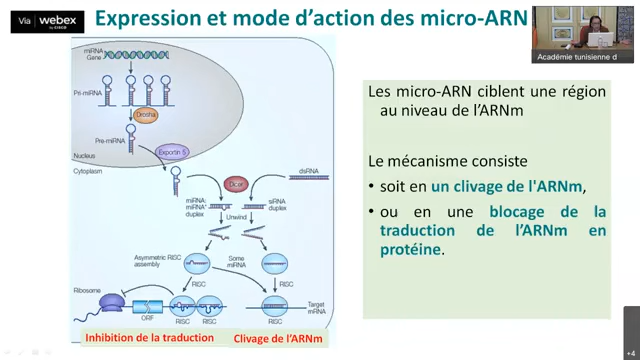 Via webex
by CISCO
Expression et mode d'action des micro-ARN
Académie tunisienne d
miRNA
Gene
Pri-miRNA
Drosha
Pre-miRNA
Exportin 5
Nucleus
Cytoplasm
Dicer
dsRNA
miRNA:
miRNA*
duplex
Unwind
siRNA
duplex
Asymmetric RISC
assembly
Some
miRNA
RISC
RISC
Ribosome
ORF
RISC
RISC
RISC
Target
mRNA
Inhibition de la traduction
Clivage de l'ARNm
Les micro-ARN ciblent une région
au niveau de l'ARNm
Le mécanisme consiste
• soit en un clivage de l'ARNm,
• ou en une blocage de la
traduction de l'ARNm en
protéine.
+4